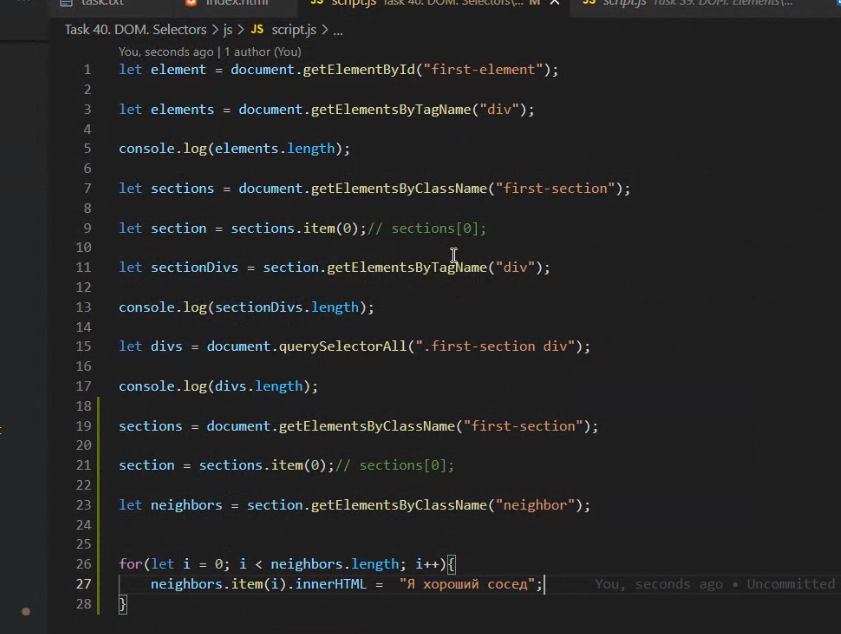 task.txt
index.html
JS script.js Task 40. DOM. Selectors\... M
JS script.js Task 39. DOM. Elements\...
Task 40. DOM. Selectors > js > JS script.js > ...
You, seconds ago | 1 author (You)
1 let element = document.getElementById("first-element");
2
3 let elements = document.getElementsByTagName("div");
4
5 console.log(elements.length);
6
7 let sections = document.getElementsByClassName("first-section");
8
9 let section = sections.item(0);// sections[0];
10
11 let sectionDivs = section.getElementsByTagName("div");
12
13 console.log(sectionDivs.length);
14
15 let divs = document.querySelectorAll(".first-section div");
16
17 console.log(divs.length);
18
19 sections = document.getElementsByClassName("first-section");
20
21 section = sections.item(0);// sections[0];
22
23 let neighbors = section.getElementsByClassName("neighbor");
24
25
26 for(let i = 0; i < neighbors.length; i++){
27 neighbors.item(i).innerHTML = "Я хороший сосед"; You, seconds ago • Uncommitted
28 }